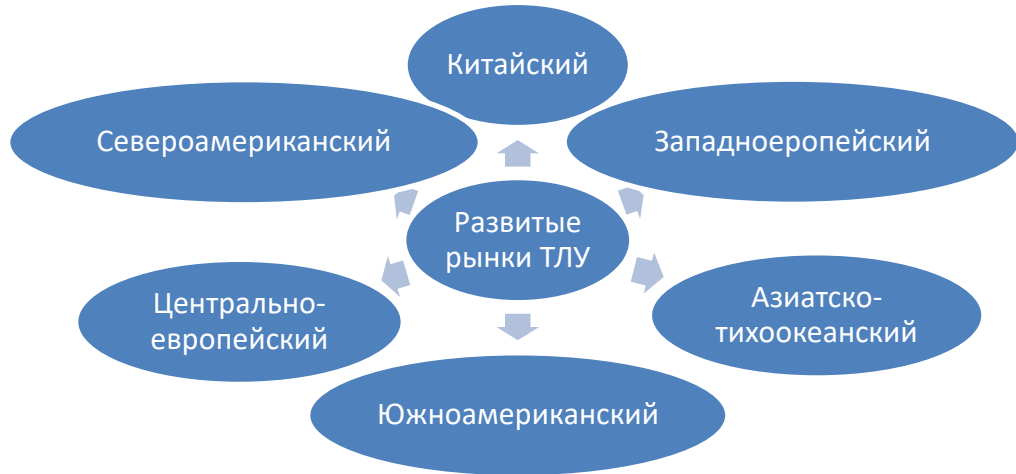 Китайский
Североамериканский
Западноеропейский
Развитые
рынки ТЛУ
Центрально-
европейский
Азиатско-
тихоокеанский
Южноамериканский